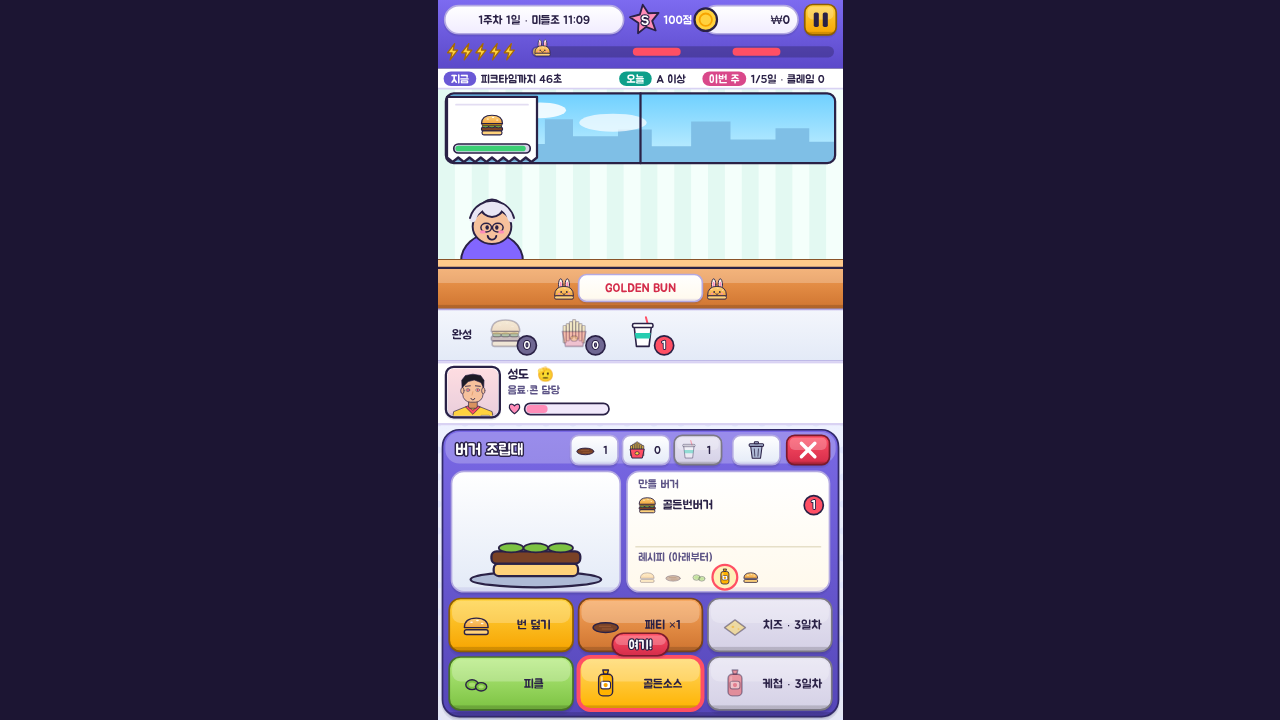 1주차 1일 · 미들조 11:09
S
100점
₩0
지금 피크타임까지 46초
오늘 A 이상
이번 주 1/5일 · 클레임 0
GOLDEN BUN
완성
0
0
1
성도
음료·콘 담당
버거 조립대
1
0
1
만들 버거
골든번버거
1
레시피 (아래부터)
번 덮기
패티 ×1
치즈 · 3일차
여기!
피클
골든소스
케첩 · 3일차